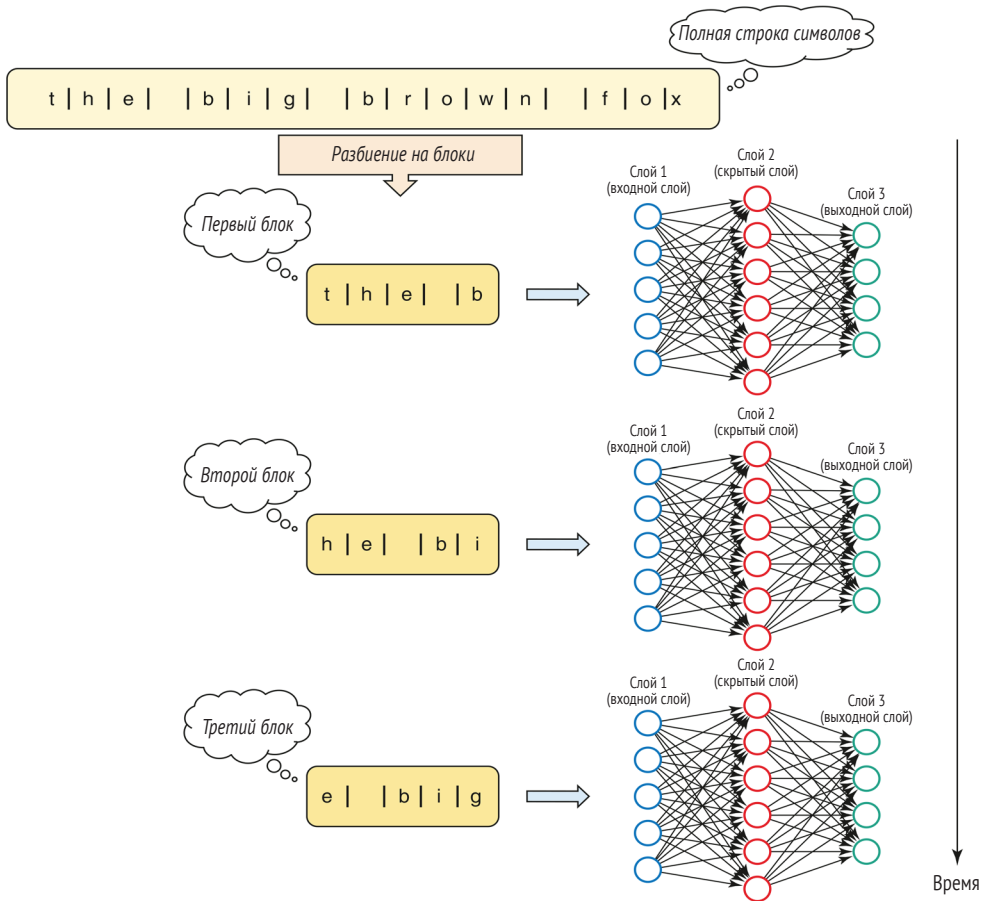 Полная строка символов
t | h | e |   | b | i | g |   | b | r | o | w | n |   | f | o | x
Разбиение на блоки
Первый блок
t | h | e |   | b
Слой 1
(входной слой)
Слой 2
(скрытый слой)
Слой 3
(выходной слой)
Второй блок
h | e |   | b | i
Слой 1
(входной слой)
Слой 2
(скрытый слой)
Слой 3
(выходной слой)
Третий блок
e |   | b | i | g
Слой 1
(входной слой)
Слой 2
(скрытый слой)
Слой 3
(выходной слой)
Время